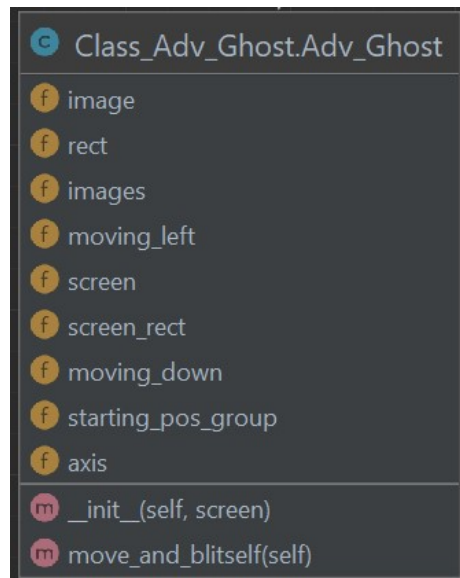 C Class_Adv_Ghost.Adv_Ghost
f image
f rect
f images
f moving_left
f screen
f screen_rect
f moving_down
f starting_pos_group
f axis
m __init__(self, screen)
m move_and_blitself(self)